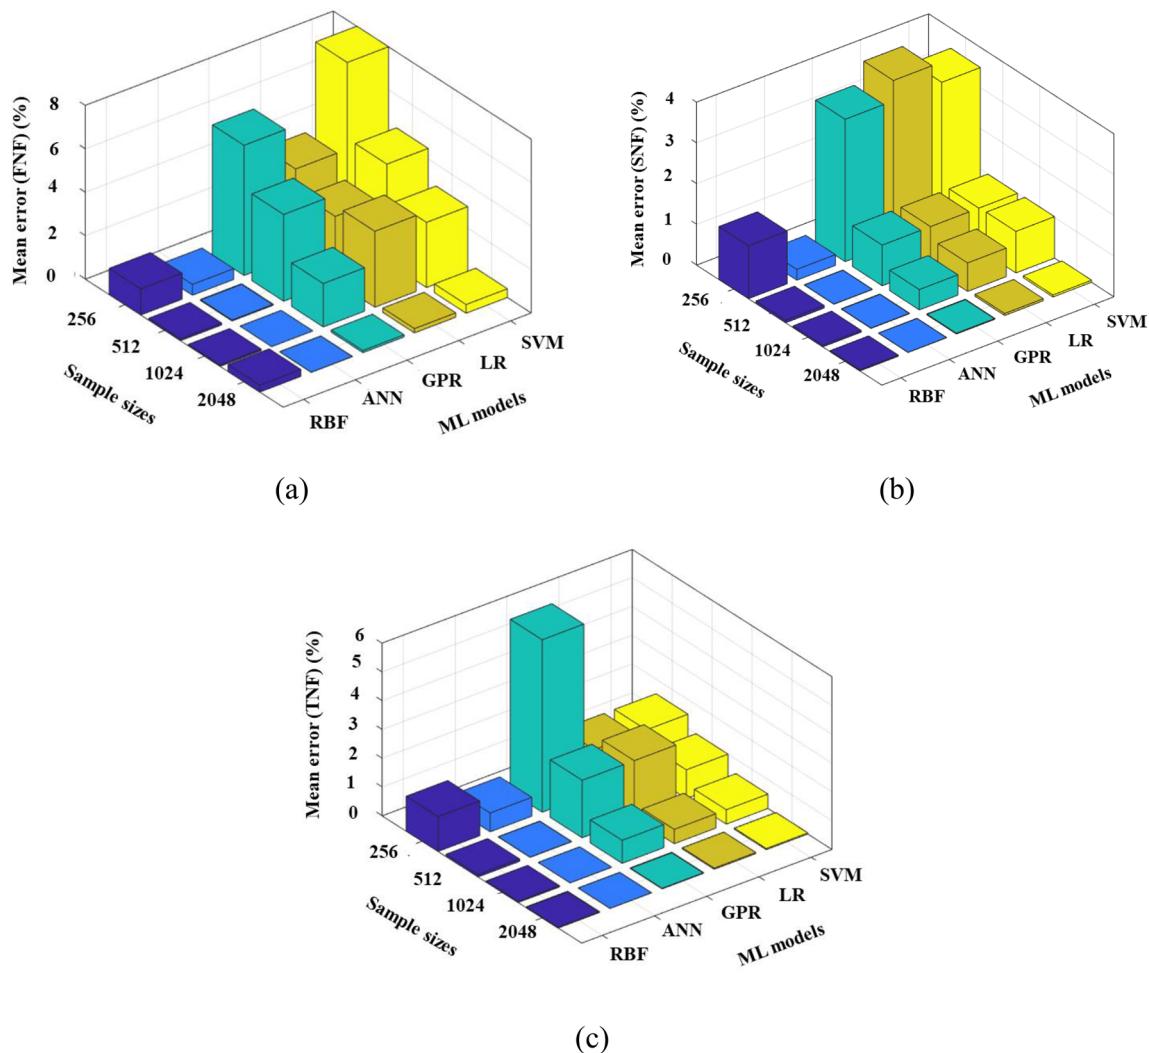 Mean error (FNF) (%)
8
6
4
2
0
256
512
1024
2048
Sample sizes
RBF
ANN
GPR
LR
SVM
ML models
(a)
Mean error (SNF) (%)
4
3
2
1
0
256
512
1024
2048
Sample sizes
RBF
ANN
GPR
LR
SVM
ML models
(b)
Mean error (TNF) (%)
6
5
4
3
2
1
0
256
512
1024
2048
Sample sizes
RBF
ANN
GPR
LR
SVM
ML models
(c)